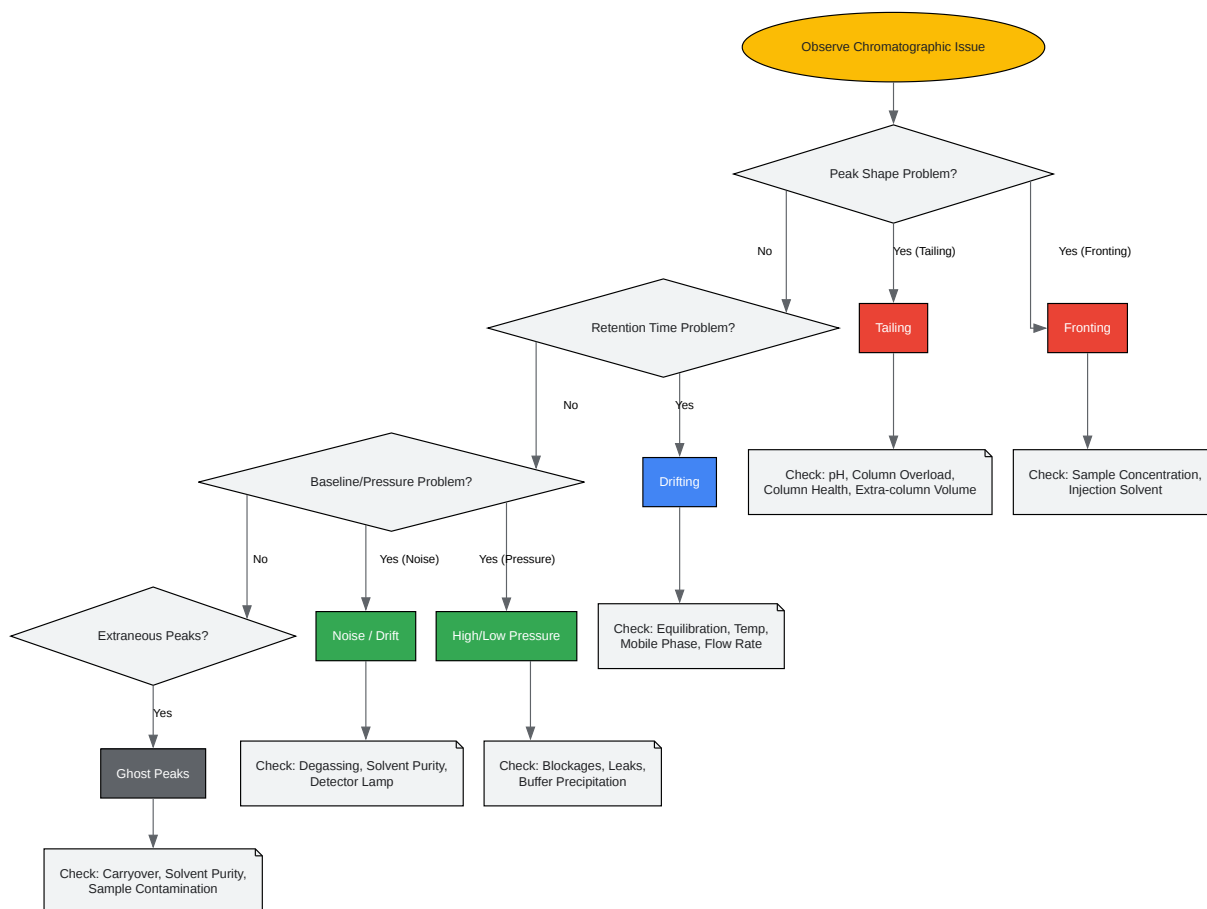 Observe Chromatographic Issue
Peak Shape Problem?
No
Yes (Tailing)
Yes (Fronting)
Retention Time Problem?
Tailing
Fronting
No
Yes
Check: pH, Column Overload,
Column Health, Extra-column Volume
Check: Sample Concentration,
Injection Solvent
Baseline/Pressure Problem?
Drifting
No
Yes (Noise)
Yes (Pressure)
Extraneous Peaks?
Noise / Drift
High/Low Pressure
Check: Equilibration, Temp,
Mobile Phase, Flow Rate
Yes
Ghost Peaks
Check: Degassing, Solvent Purity,
Detector Lamp
Check: Blockages, Leaks,
Buffer Precipitation
Check: Carryover, Solvent Purity,
Sample Contamination